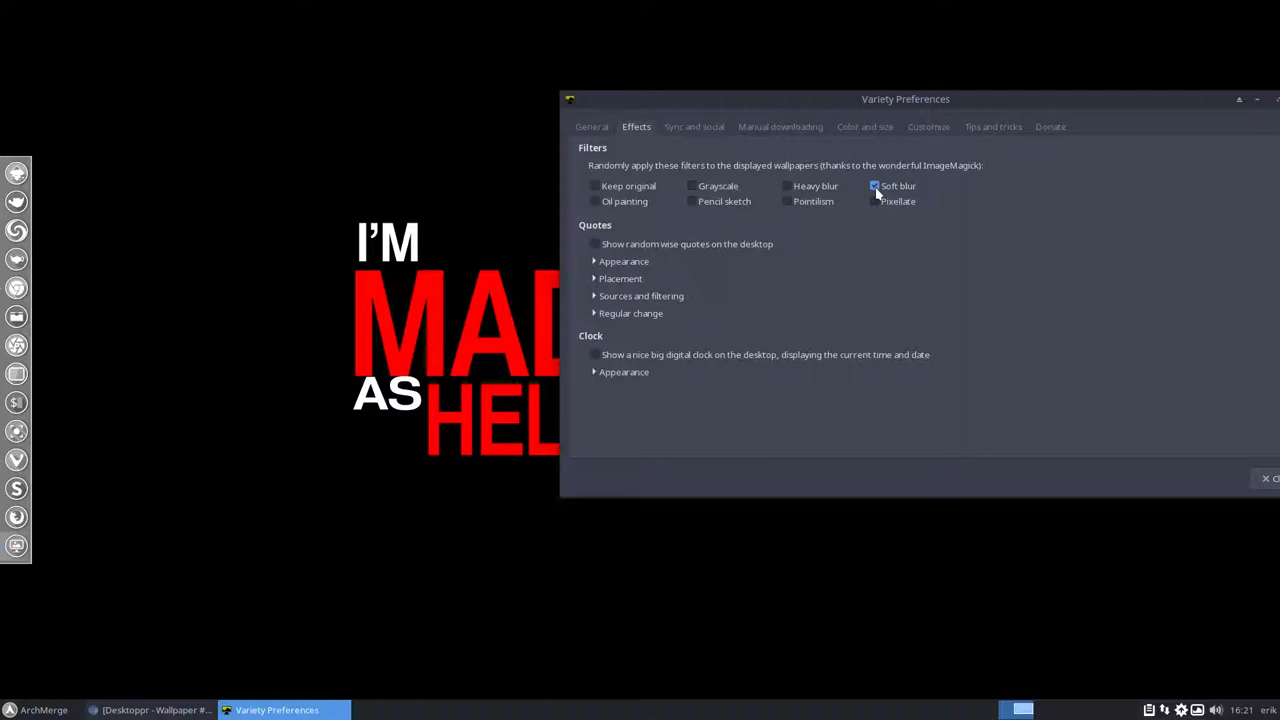 Variety Preferences
General Effects Sync and social Manual downloading Color and size Customize Tips and tricks Donate
Filters
Randomly apply these filters to the displayed wallpapers (thanks to the wonderful ImageMagick):
Keep original Grayscale Heavy blur Soft blur
Oil painting Pencil sketch Pointilism Pixellate
Quotes
Show random wise quotes on the desktop
Appearance
Placement
Sources and filtering
Regular change
Clock
Show a nice big digital clock on the desktop, displaying the current time and date
Appearance
I'M
MAD
AS
HEL
ArchMerge [Desktoppr - Wallpaper #... Variety Preferences 16:21 erik